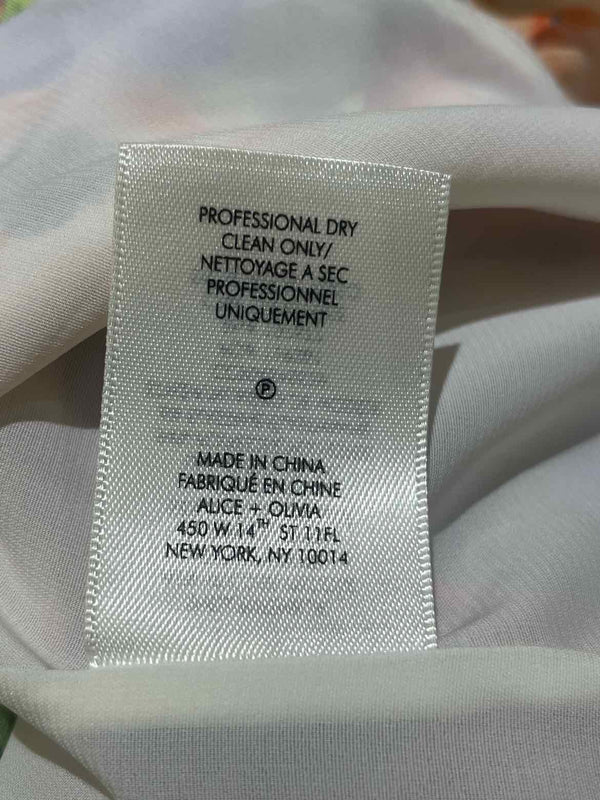 PROFESSIONAL DRY
CLEAN ONLY/
NETTOYAGE A SEC
PROFESSIONNEL
UNIQUEMENT
P
MADE IN CHINA
FABRIQUÉ EN CHINE
ALICE + OLIVIA
450 W 14TH ST 11FL
NEW YORK, NY 10014